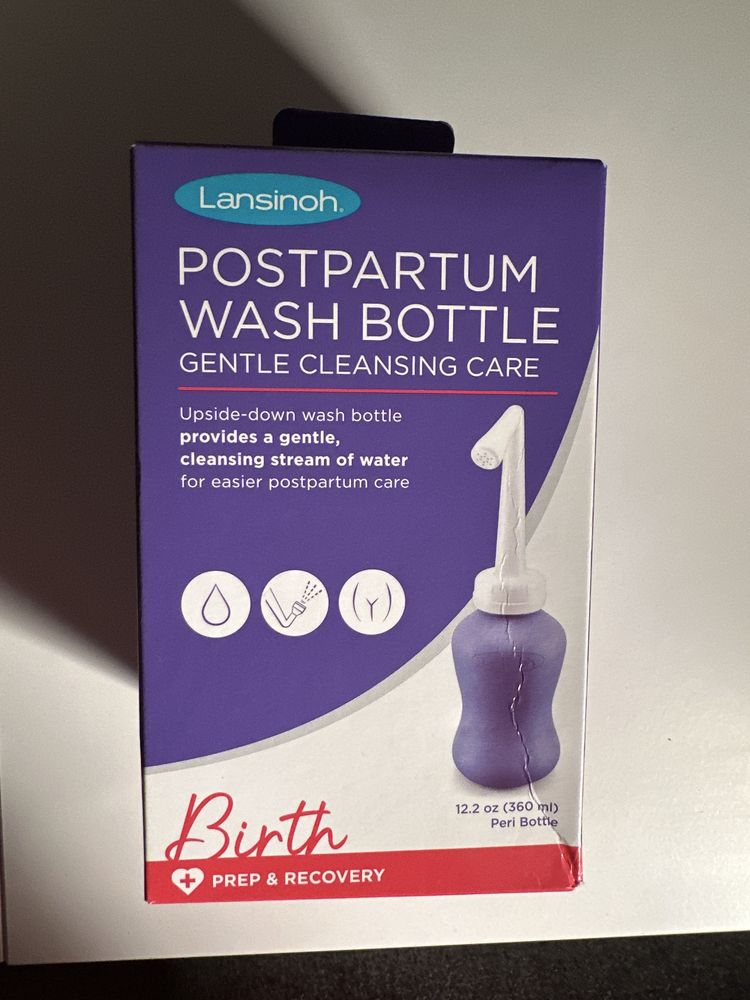 Lansinoh®
POSTPARTUM
WASH BOTTLE
GENTLE CLEANSING CARE
Upside-down wash bottle
provides a gentle,
cleansing stream of water
for easier postpartum care
12.2 oz (360 ml)
Peri Bottle
Birth
PREP & RECOVERY